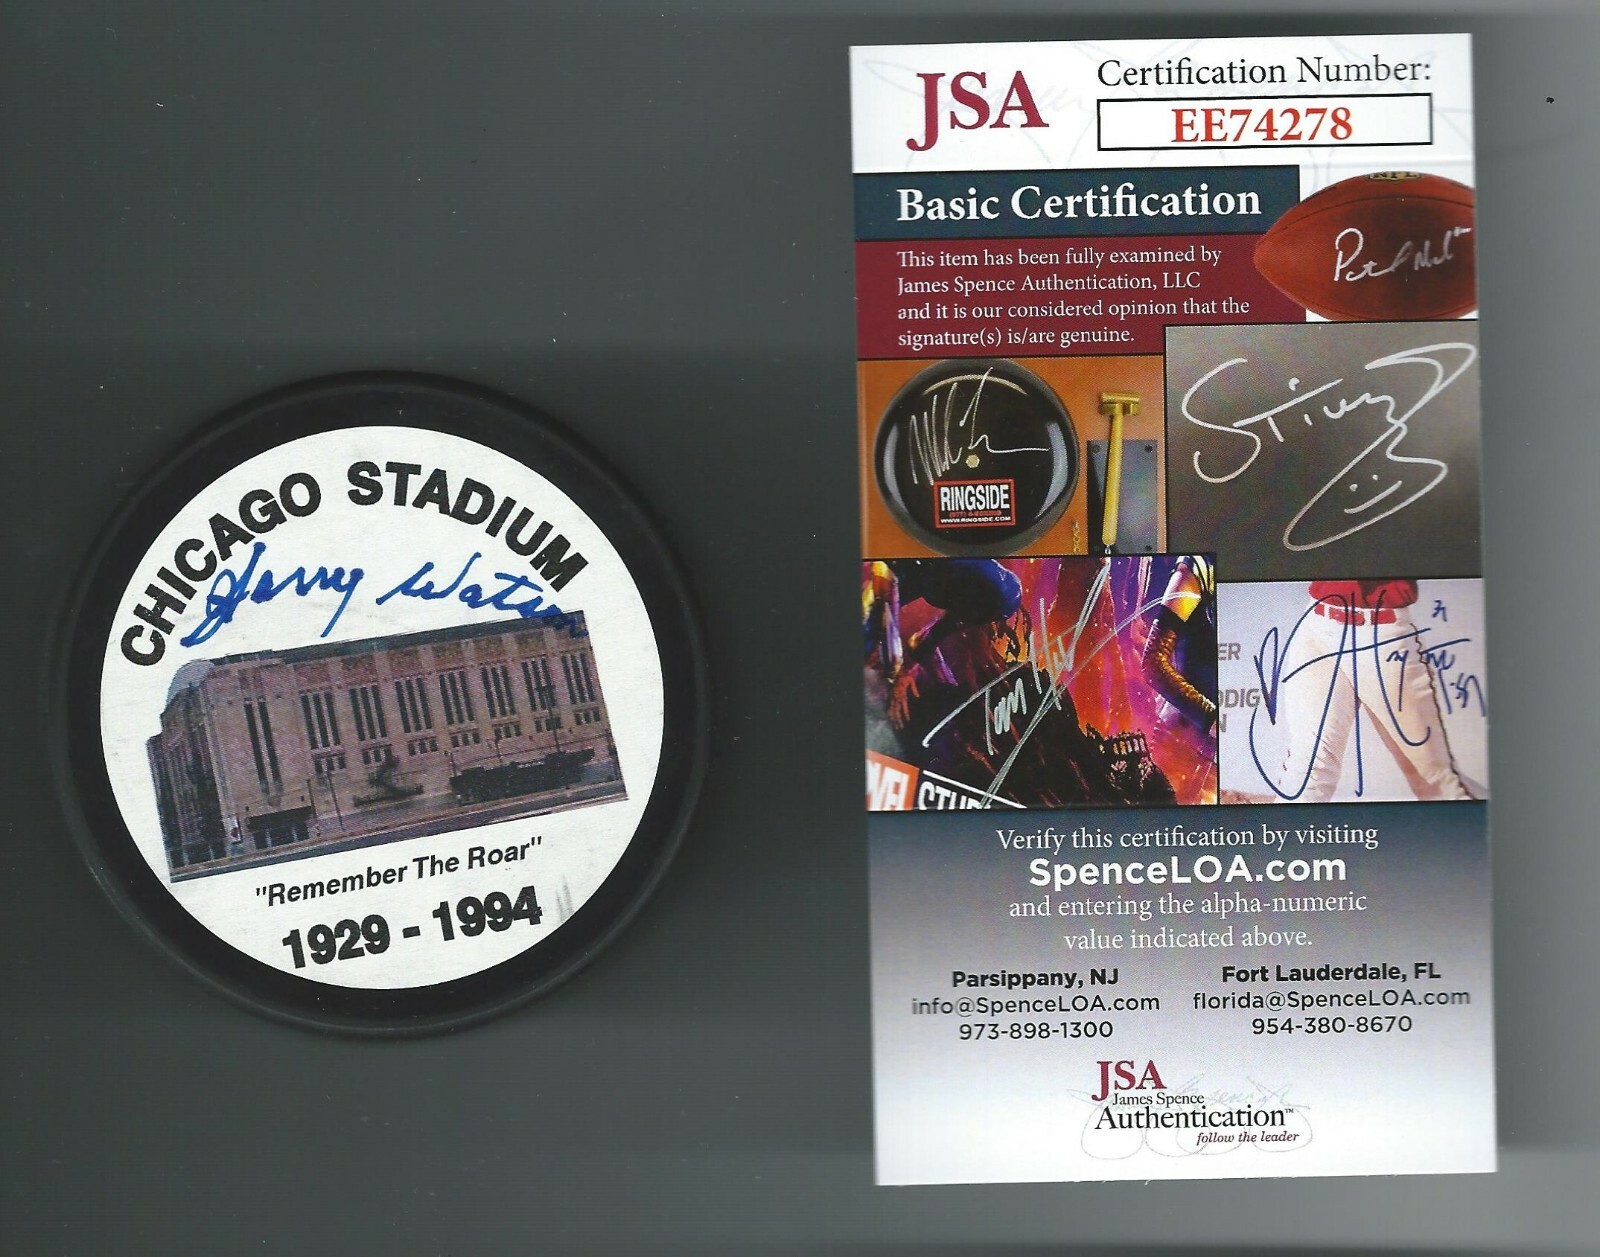 CHICAGO STADIUM
Harry Watson
"Remember The Roar"
1929 - 1994
JSA
Certification Number:
EE74278
Basic Certification
This item has been fully examined by
James Spence Authentication, LLC
and it is our considered opinion that the
signature(s) is/are genuine.
RINGSIDE
WWW.RINGSIDE.COM
Verify this certification by visiting
SpenceLOA.com
and entering the alpha-numeric
value indicated above.
Parsippany, NJ
info@SpenceLOA.com
973-898-1300
Fort Lauderdale, FL
florida@SpenceLOA.com
954-380-8670
JSA
James Spence
Authentication™
follow the leader